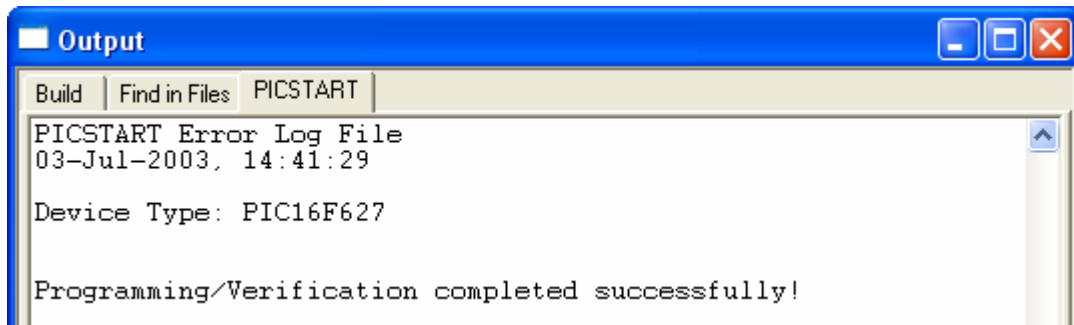 Output
Build Find in Files PICSTART
PICSTART Error Log File
03-Jul-2003, 14:41:29
Device Type: PIC16F627
Programming/Verification completed successfully!